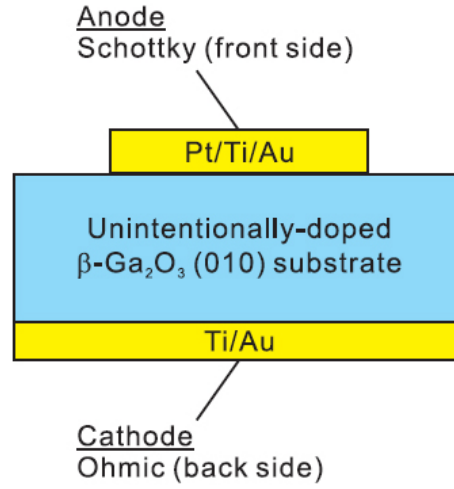 Anode
Schottky (front side)
Pt/Ti/Au
Unintentionally-doped
β-Ga₂O₃ (010) substrate
Ti/Au
Cathode
Ohmic (back side)